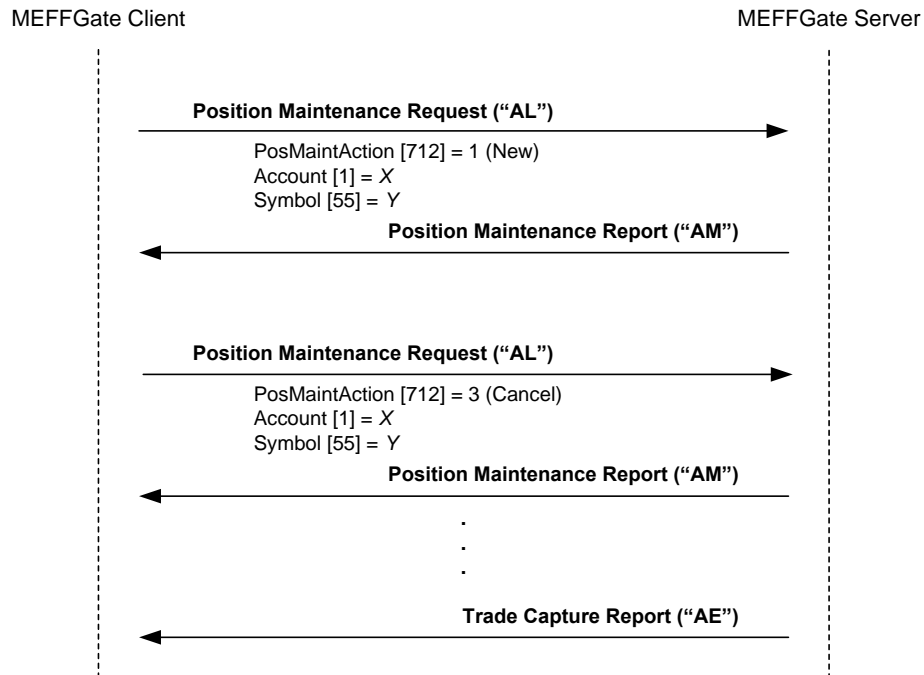 MEFFGate Client
MEFFGate Server
Position Maintenance Request (“AL”)
PosMaintAction [712] = 1 (New)
Account [1] = X
Symbol [55] = Y
Position Maintenance Report (“AM”)
Position Maintenance Request (“AL”)
PosMaintAction [712] = 3 (Cancel)
Account [1] = X
Symbol [55] = Y
Position Maintenance Report (“AM”)
.
.
.
Trade Capture Report (“AE”)